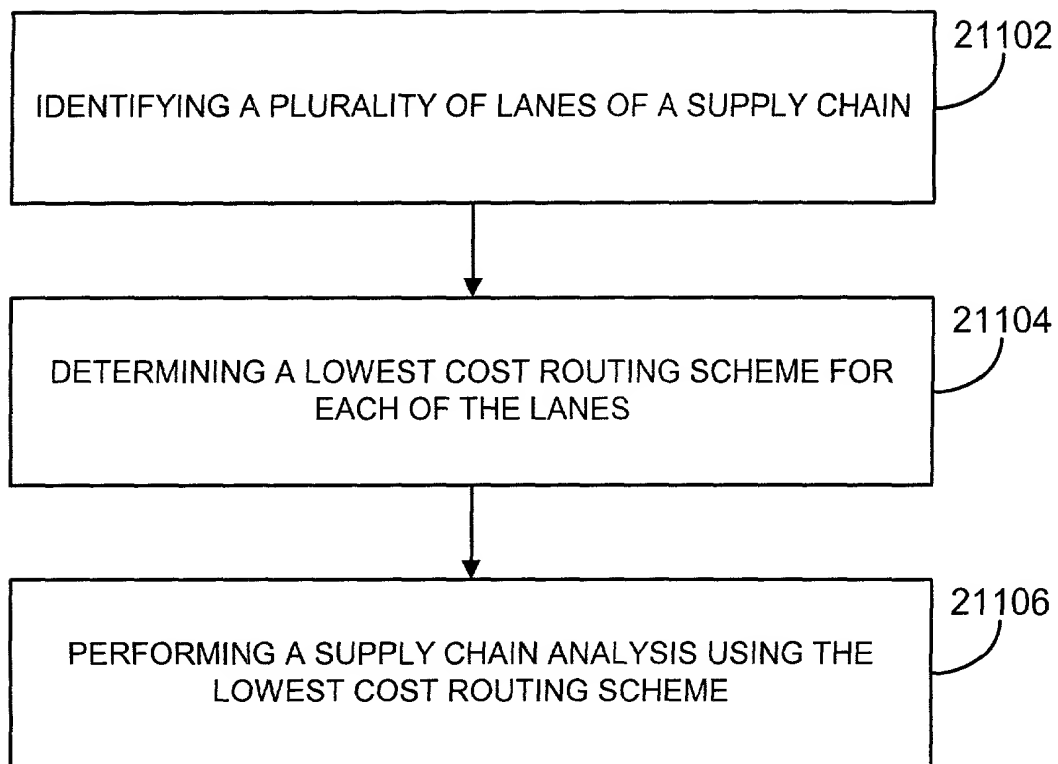 21102
IDENTIFYING A PLURALITY OF LANES OF A SUPPLY CHAIN
21104
DETERMINING A LOWEST COST ROUTING SCHEME FOR
EACH OF THE LANES
21106
PERFORMING A SUPPLY CHAIN ANALYSIS USING THE
LOWEST COST ROUTING SCHEME